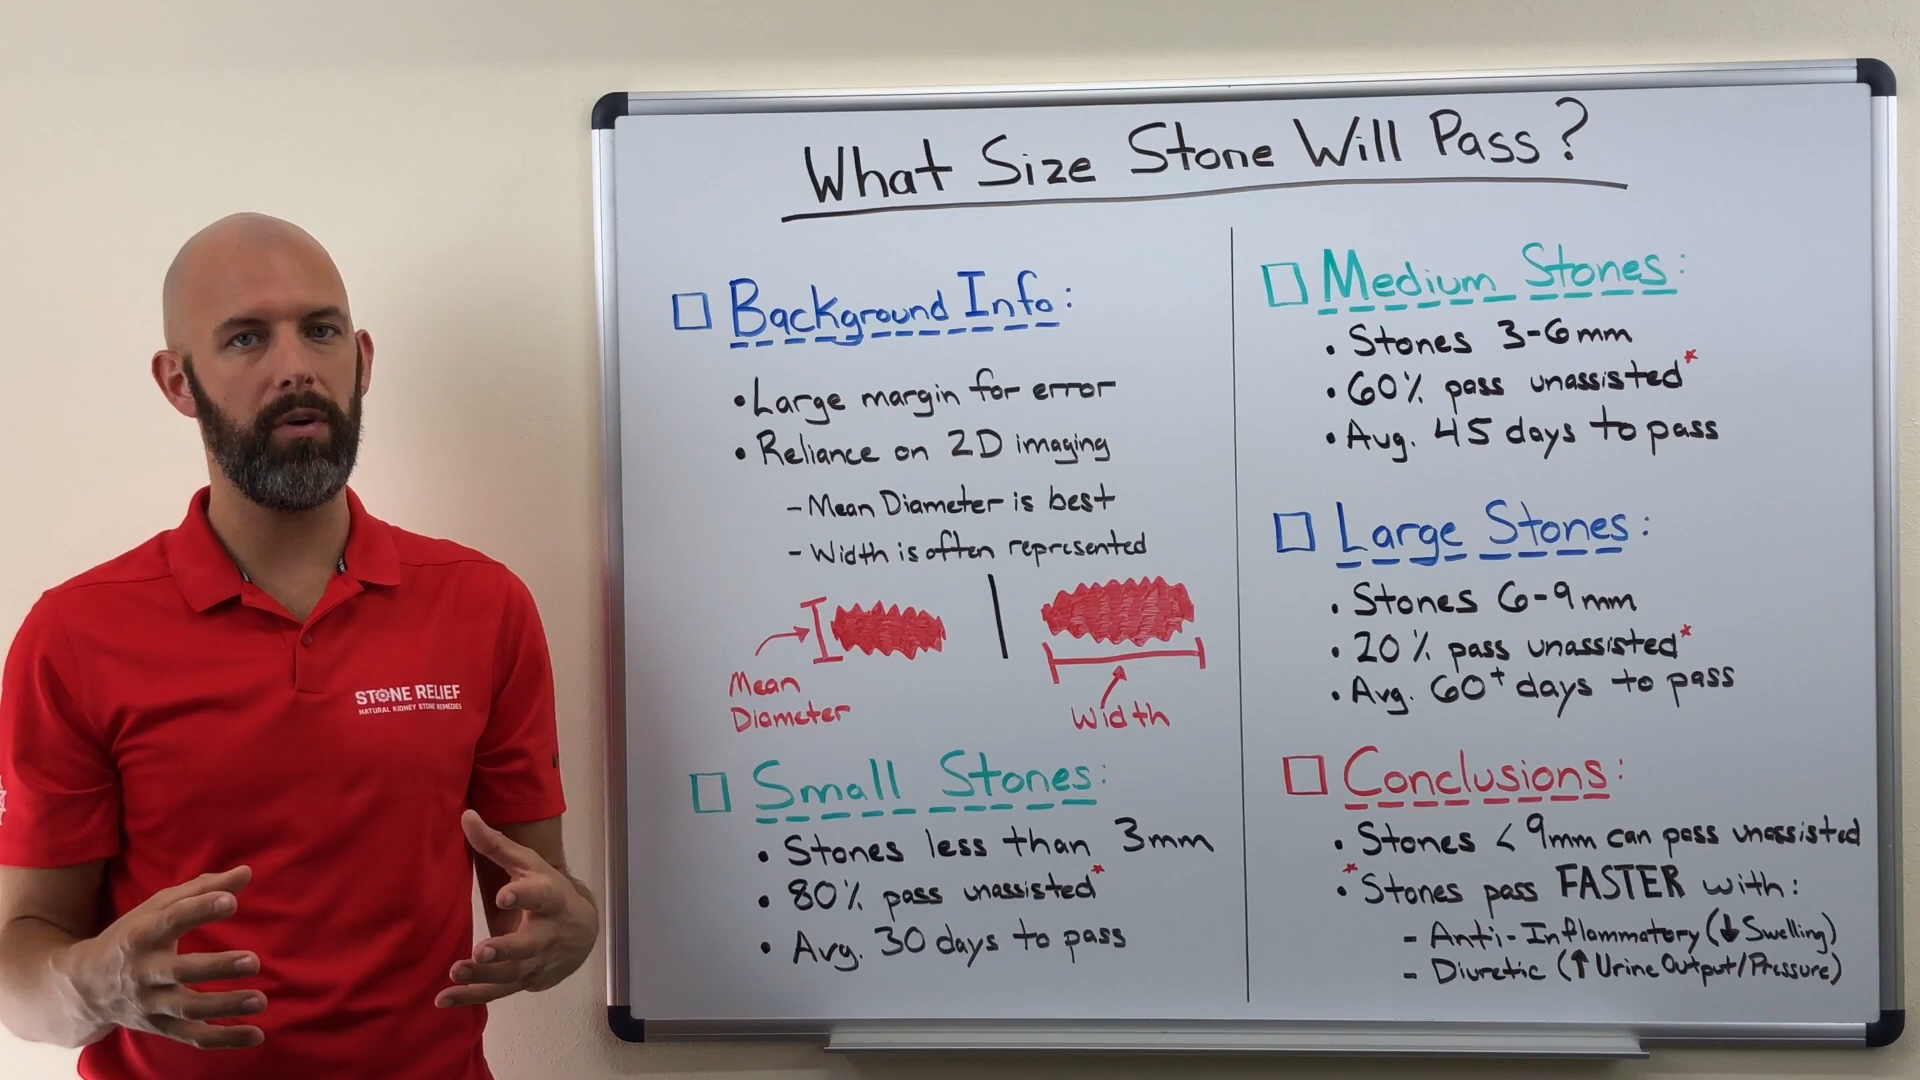 What Size Stone Will Pass?
Background Info:
• Large margin for error
• Reliance on 2D imaging
- Mean Diameter is best
- Width is often represented
Mean
Diameter
Width
Small Stones:
• Stones less than 3mm
• 80% pass unassisted*
• Avg. 30 days to pass
Medium Stones:
• Stones 3-6mm
• 60% pass unassisted*
• Avg. 45 days to pass
Large Stones:
• Stones 6-9mm
• 20% pass unassisted*
• Avg. 60+ days to pass
Conclusions:
• Stones < 9mm can pass unassisted
*• Stones pass FASTER with:
- Anti-Inflammatory (↓ Swelling)
- Diuretic (↑ Urine Output/Pressure)
STONE RELIEF
NATURAL KIDNEY STONE REMEDIES